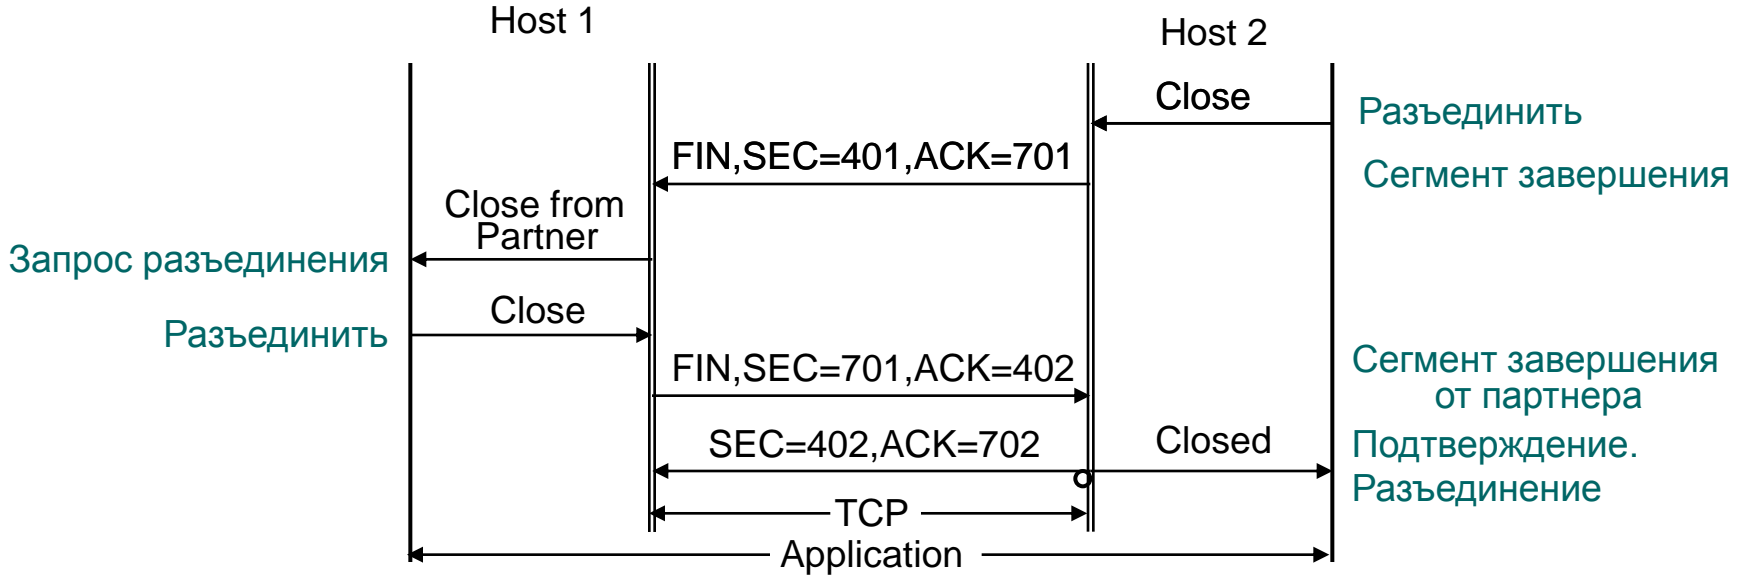 Host 1
Host 2
Close
Разъединить
FIN,SEC=401,ACK=701
Сегмент завершения
Close from
Partner
Запрос разъединения
Close
Разъединить
FIN,SEC=701,ACK=402
Сегмент завершения
от партнера
SEC=402,ACK=702
Closed
Подтверждение.
Разъединение
TCP
Application